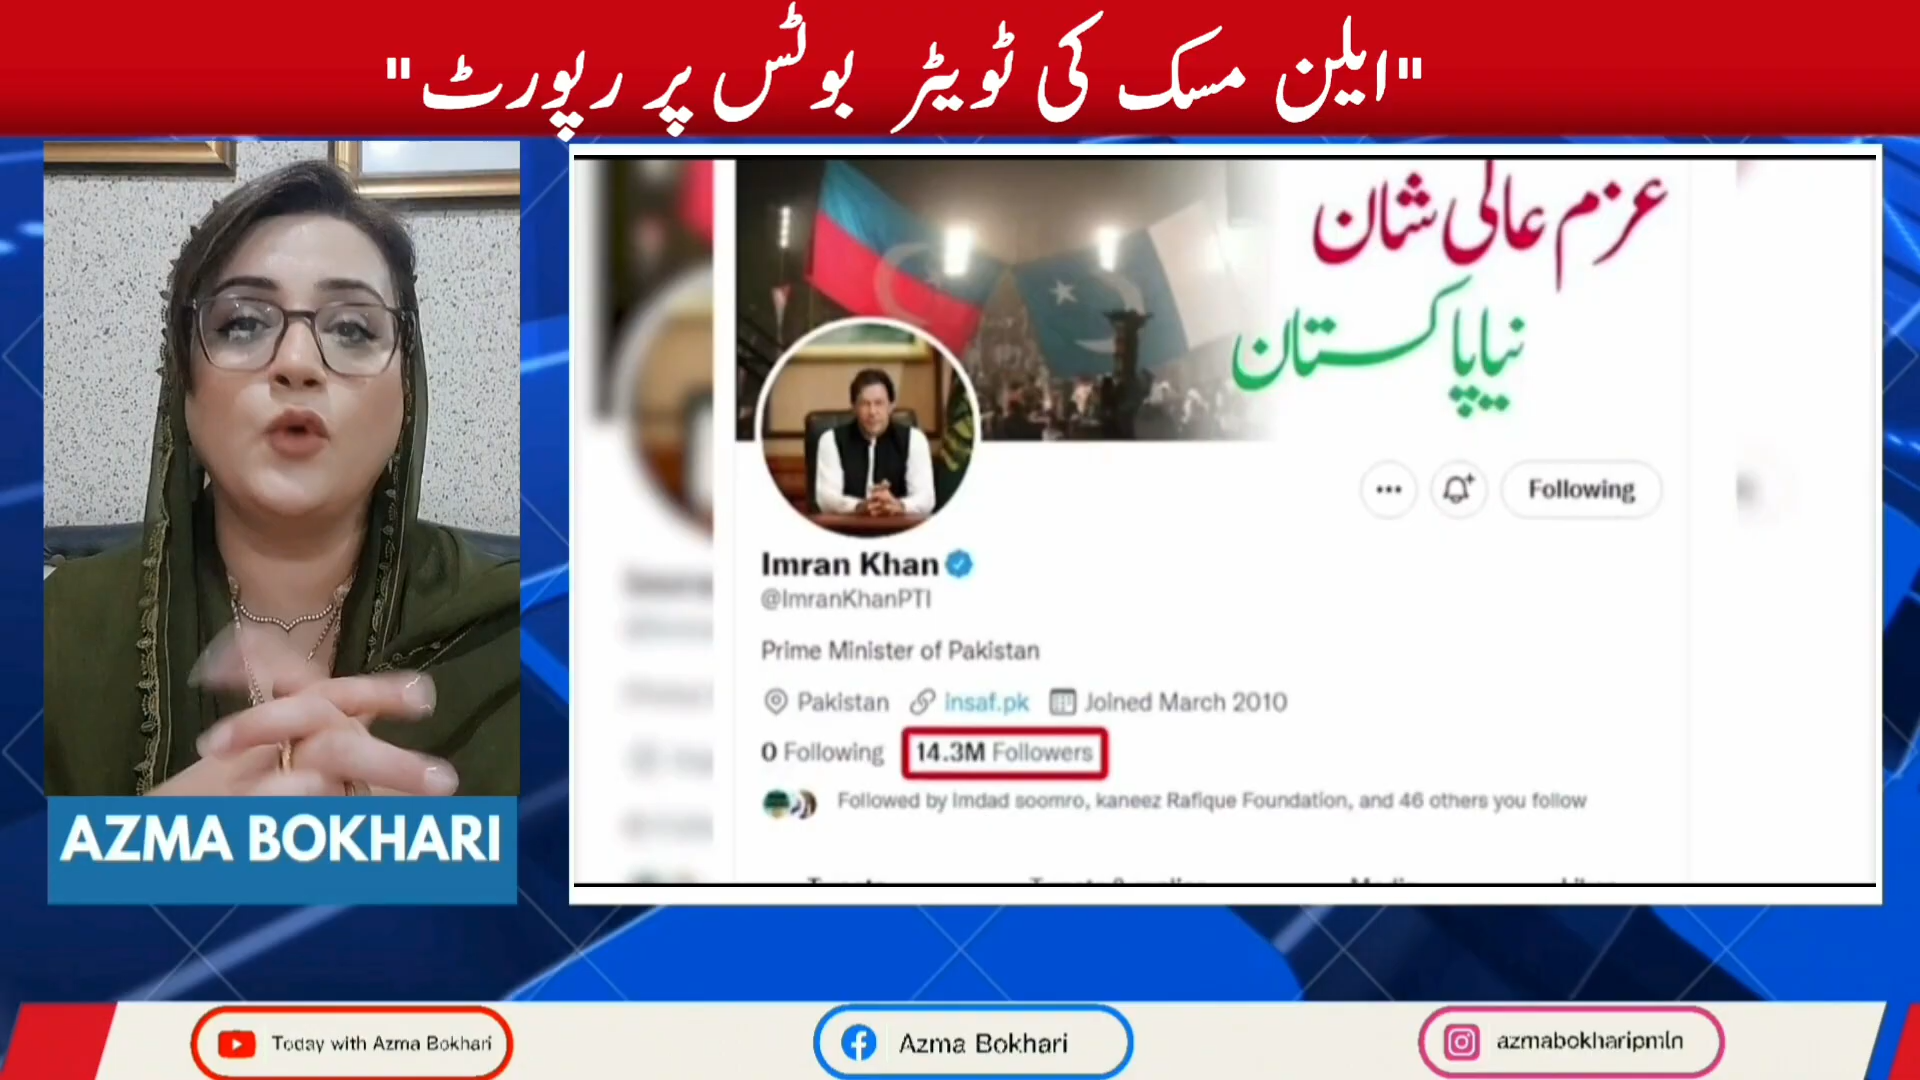 "ایلن مسک کی ٹویٹر بوٹس پر رپورٹ"
عزم عالی شان
نیا پاکستان
Following
Imran Khan
@ImranKhanPTI
Prime Minister of Pakistan
Pakistan insaf.pk Joined March 2010
0 Following 14.3M Followers
Followed by Imdad soomro, kaneez Rafique Foundation, and 46 others you follow
AZMA BOKHARI
Today with Azma Bokhari
Azma Bokhari
azmabokharipmln